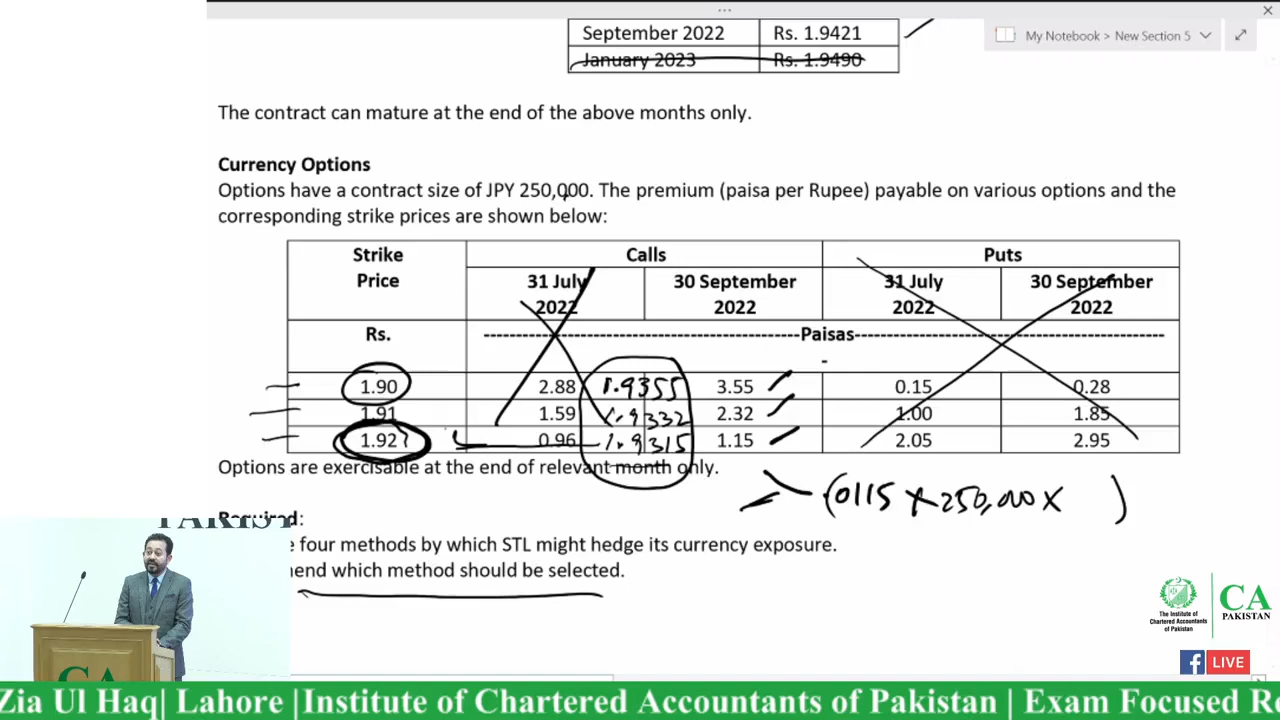 September 2022 Rs. 1.9421
My Notebook > New Section 5
January 2023 Rs. 1.9490
The contract can mature at the end of the above months only.
Currency Options
Options have a contract size of JPY 250,000. The premium (paisa per Rupee) payable on various options and the
corresponding strike prices are shown below:
Strike Price Calls Puts
31 July 2022 30 September 2022 31 July 2022 30 September 2022
Rs. Paisas
1.90 2.88 1.9355 3.55 0.15 0.28
1.91 1.59 1.9332 2.32 1.00 1.85
1.92 0.96 1.9315 1.15 2.05 2.95
Options are exercisable at the end of relevant month only.
(0115 x 250,000 x )
Required:
four methods by which STL might hedge its currency exposure.
end which method should be selected.
PAKIST
CA
The Institute of
Chartered Accountants
of Pakistan
CA
PAKISTAN
f LIVE
Zia Ul Haq| Lahore |Institute of Chartered Accountants of Pakistan | Exam Focused Re